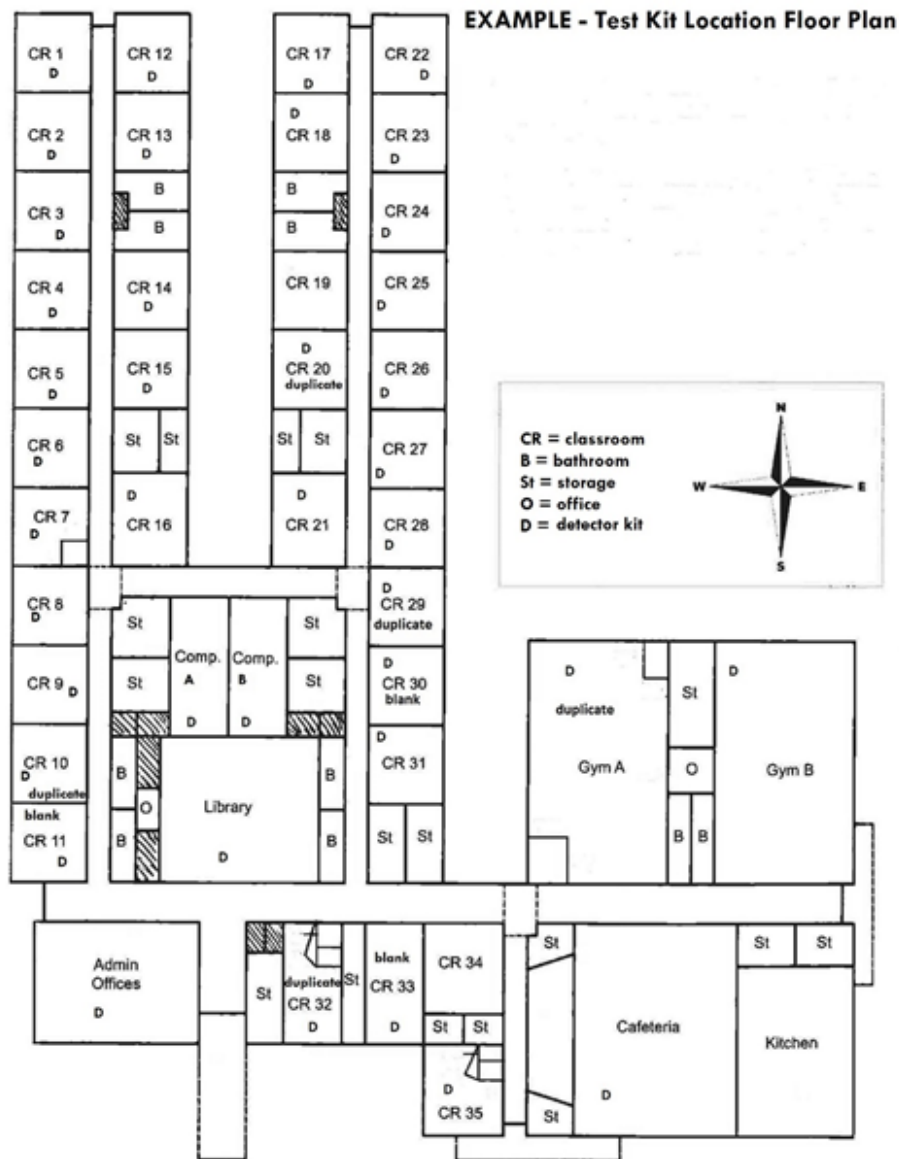 EXAMPLE - Test Kit Location Floor Plan
CR 1
D
CR 12
D
CR 17
D
CR 22
D
CR 2
D
CR 13
D
D
CR 18
CR 23
D
CR 3
D
B
B
B
B
CR 24
D
CR 4
D
CR 14
D
CR 19
CR 25
D
CR 5
D
CR 15
D
D
CR 20
duplicate
CR 26
D
CR 6
D
St
St
St
St
CR 27
D
CR 7
D
D
CR 16
D
CR 21
CR 28
D
CR = classroom
B = bathroom
St = storage
O = office
D = detector kit
N
W
E
S
CR 8
D
St
Comp.
A
D
Comp.
B
D
St
D
CR 29
duplicate
CR 9
D
St
St
D
CR 30
blank
CR 10
D
duplicate
B
O
Library
D
B
D
CR 31
blank
CR 11
D
B
B
St
St
D
duplicate
Gym A
St
O
B
B
D
Gym B
Admin
Offices
D
St
duplicate
CR 32
D
St
blank
CR 33
D
CR 34
St
St
D
CR 35
St
St
Cafeteria
D
St
St
Kitchen